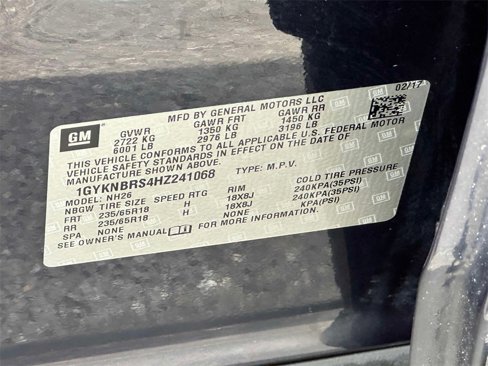 02/17
MFD BY GENERAL MOTORS LLC
GM
GVWR GAWR FRT GAWR RR
2722 KG 1350 KG 1450 KG
6001 LB 2976 LB 3196 LB
THIS VEHICLE CONFORMS TO ALL APPLICABLE U.S. FEDERAL MOTOR
VEHICLE SAFETY STANDARDS IN EFFECT ON THE DATE OF
MANUFACTURE SHOWN ABOVE.
1GYKNBRS4HZ241068 TYPE: M.P.V.
MODEL: NH26
NBGW TIRE SIZE SPEED RTG RIM COLD TIRE PRESSURE
FRT 235/65R18 H 18X8J 240KPA(35PSI)
RR 235/65R18 H 18X8J 240KPA(35PSI)
SPA NONE NONE KPA(PSI)
SEE OWNER'S MANUAL FOR MORE INFORMATION.